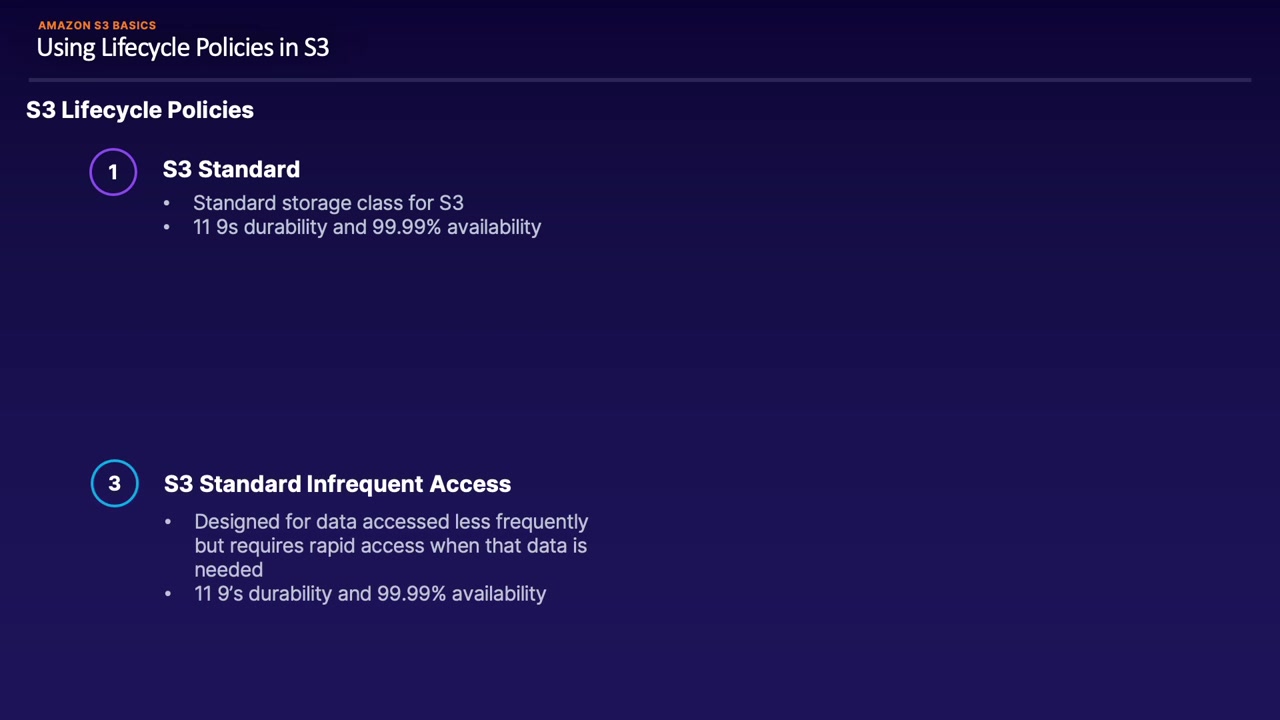 AMAZON S3 BASICS
Using Lifecycle Policies in S3
S3 Lifecycle Policies
1
S3 Standard
• Standard storage class for S3
• 11 9s durability and 99.99% availability
3
S3 Standard Infrequent Access
• Designed for data accessed less frequently
but requires rapid access when that data is
needed
• 11 9’s durability and 99.99% availability